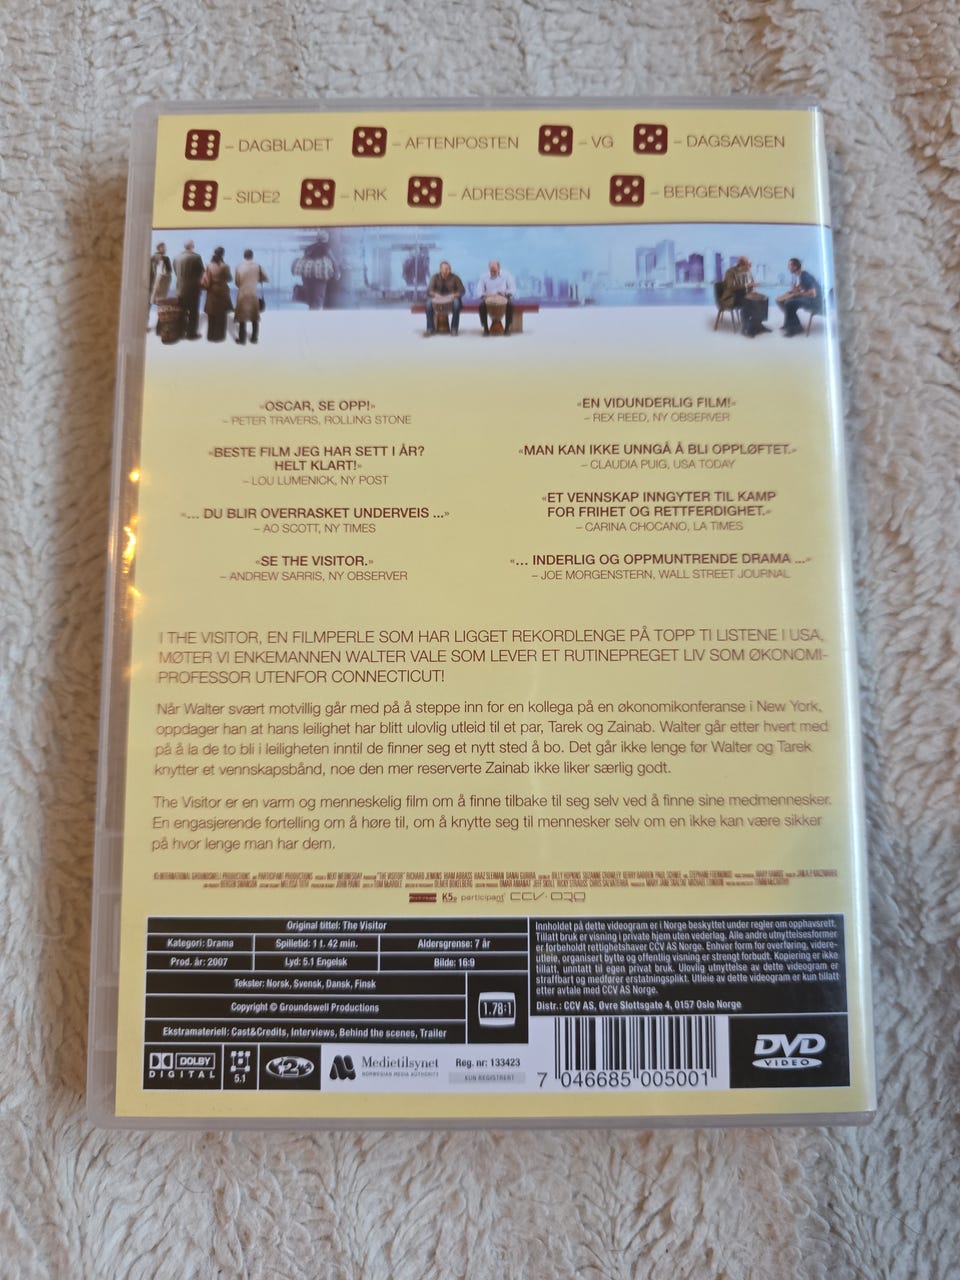 – DAGBLADET – AFTENPOSTEN – VG – DAGSAVISEN
– SIDE2 – NRK – ADRESSEAVISEN – BERGENSAVISEN
«OSCAR, SE OPP!»
– PETER TRAVERS, ROLLING STONE
«BESTE FILM JEG HAR SETT I ÅR?
HELT KLART!»
– LOU LUMENICK, NY POST
«... DU BLIR OVERRASKET UNDERVEIS ...»
– AO SCOTT, NY TIMES
«SE THE VISITOR.»
– ANDREW SARRIS, NY OBSERVER
«EN VIDUNDERLIG FILM!»
– REX REED, NY OBSERVER
«MAN KAN IKKE UNNGÅ Å BLI OPPLØFTET.»
– CLAUDIA PUIG, USA TODAY
«ET VENNSKAP INNGYTER TIL KAMP
FOR FRIHET OG RETTFERDIGHET.»
– CARINA CHOCANO, LA TIMES
«... INDERLIG OG OPPMUNTRENDE DRAMA ...»
– JOE MORGENSTERN, WALL STREET JOURNAL
I THE VISITOR, EN FILMPERLE SOM HAR LIGGET REKORDLENGE PÅ TOPP TI LISTENE I USA,
MØTER VI ENKEMANNEN WALTER VALE SOM LEVER ET RUTINEPREGET LIV SOM ØKONOMI-
PROFESSOR UTENFOR CONNECTICUT!
Når Walter svært motvillig går med på å steppe inn for en kollega på en økonomikonferanse i New York,
oppdager han at hans leilighet har blitt ulovlig utleid til et par, Tarek og Zainab. Walter går etter hvert med
på å la de to bli i leiligheten inntil de finner seg et nytt sted å bo. Det går ikke lenge før Walter og Tarek
knytter et vennskapsbånd, noe den mer reserverte Zainab ikke liker særlig godt.
The Visitor er en varm og menneskelig film om å finne tilbake til seg selv ved å finne sine medmennesker.
En engasjerende fortelling om å høre til, om å knytte seg til mennesker selv om en ikke kan være sikker
på hvor lenge man har dem.
participant
Original tittel: The Visitor
Kategori: Drama Spilletid: 1 t. 42 min. Aldersgrense: 7 år
Prod. år: 2007 Lyd: 5.1 Engelsk Bilde: 16:9
Tekster: Norsk, Svensk, Dansk, Finsk
Copyright © Groundswell Productions
1.78:1
Ekstramateriell: Cast&Credits, Interviews, Behind the scenes, Trailer
Innholdet på dette videogram er i Norge beskyttet under regler om opphavsrett.
Tillatt bruk er visning i private hjem uten vederlag. Alle andre utnyttelsesformer
er forbeholdt rettighetshaver CCV AS Norge. Enhver form for overføring, videre-
utleie, organisert bytte og offentlig visning er strengt forbudt. Kopiering er ikke
tillatt, unntatt til egen privat bruk. Ulovlig utnyttelse av dette videogram er
straffbart og medfører erstatningsplikt. Utleie av dette videogram er kun tillatt
etter avtale med CCV AS Norge.
Distr.: CCV AS, Øvre Slottsgate 4, 0157 Oslo Norge
DOLBY
DIGITAL
5.1
2
Medietilsynet
NORWEGIAN MEDIA AUTHORITY
Reg. nr: 133423
KUN REGISTRERT
7 046685 005001
DVD
VIDEO